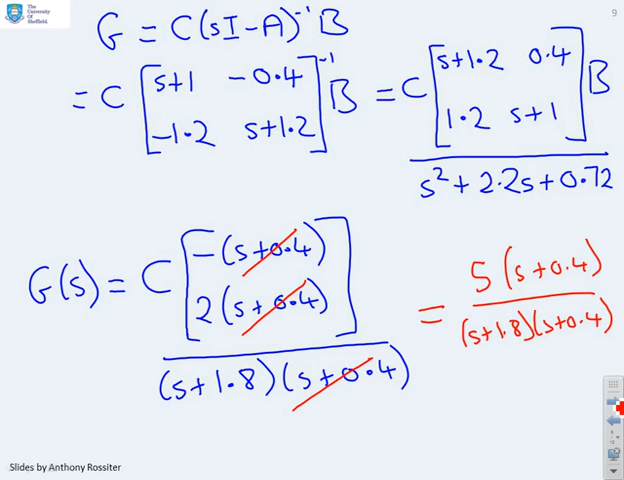 The University Of Sheffield.
9
G = C(sI-A)⁻¹B
= C [s+1 -0.4; -1.2 s+1.2]⁻¹ B = C [s+1.2 0.4; 1.2 s+1] B / s²+2.2s+0.72
G(s) = C [-(s+0.4); 2(s+0.4)] / (s+1.8)(s+0.4) = 5(s+0.4) / (s+1.8)(s+0.4)
Slides by Anthony Rossiter